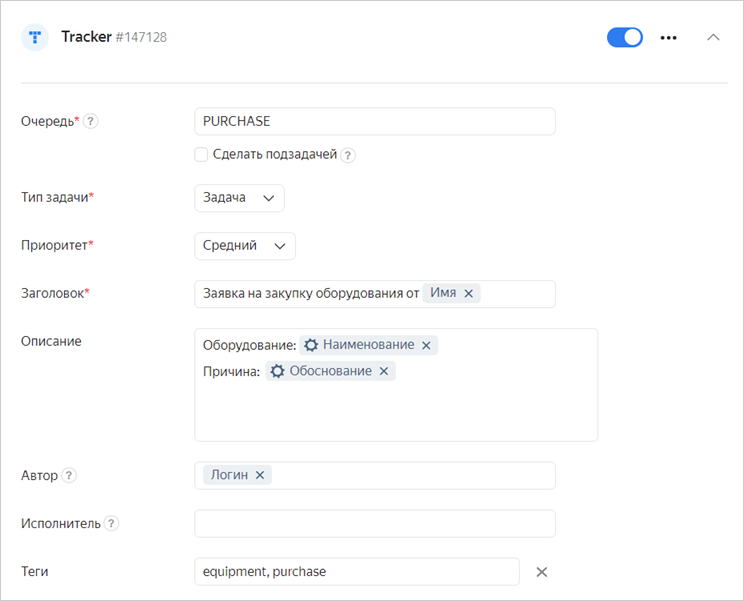 Tracker #147128
Очередь* ? PURCHASE
Сделать подзадачей ?
Тип задачи* Задача
Приоритет* Средний
Заголовок* Заявка на закупку оборудования от Имя ×
Описание Оборудование: Наименование ×
Причина: Обоснование ×
Автор ? Логин ×
Исполнитель ?
Теги equipment, purchase ×